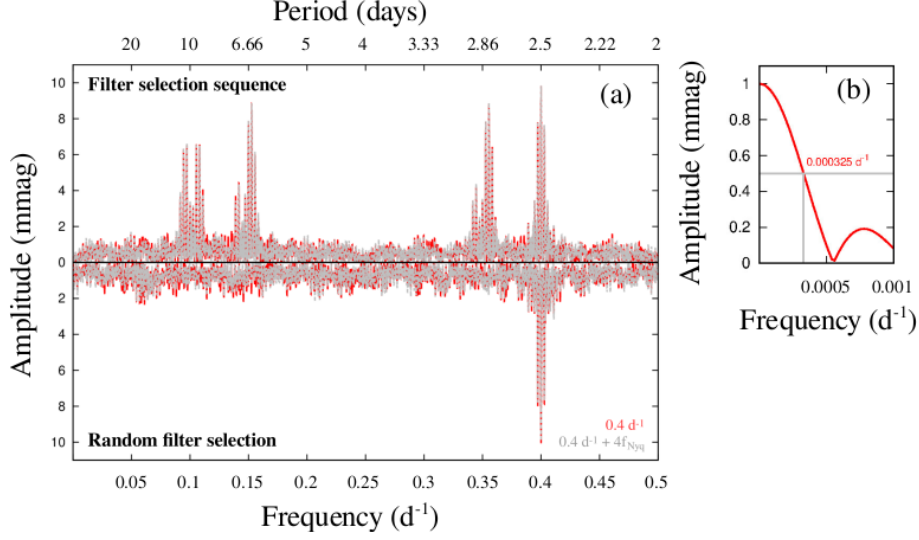 Period (days)
20 10 6.66 5 4 3.33 2.86 2.5 2.22 2
Filter selection sequence
(a)
Amplitude (mmag)
10
8
6
4
2
0
2
4
6
8
10
Random filter selection
0.4 d⁻¹
0.4 d⁻¹ + 4f_Nyq
0.05 0.1 0.15 0.2 0.25 0.3 0.35 0.4 0.45 0.5
Frequency (d⁻¹)
(b)
Amplitude (mmag)
1
0.8
0.6
0.4
0.2
0
0.000325 d⁻¹
0.0005 0.001
Frequency (d⁻¹)